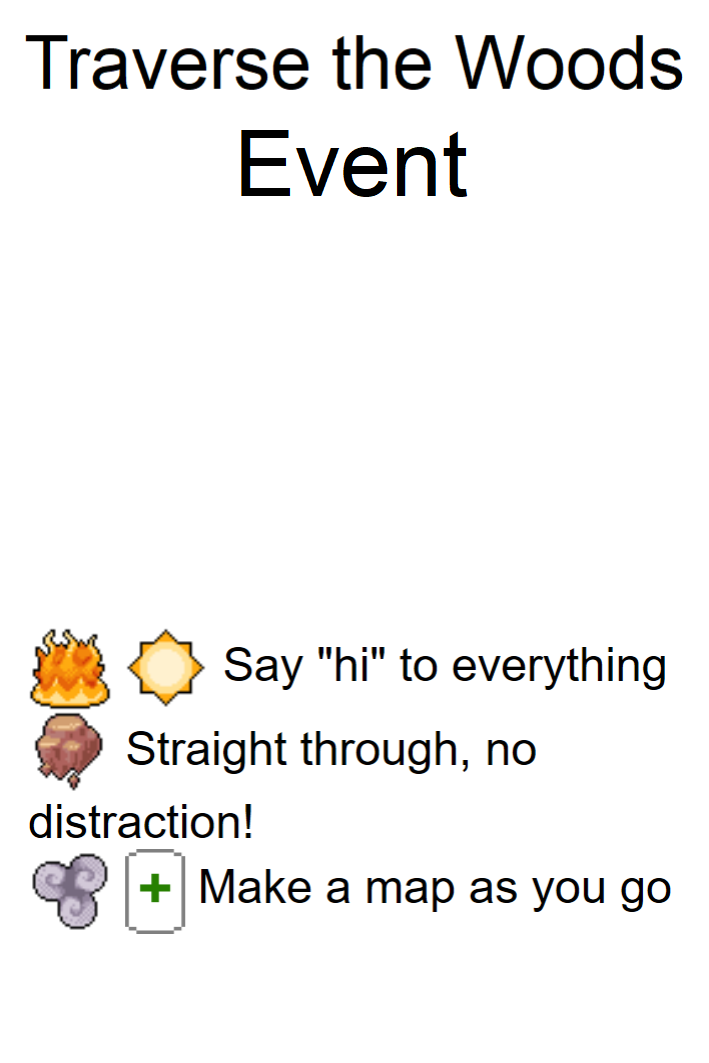 Traverse the Woods
Event
Say "hi" to everything
Straight through, no
distraction!
+ Make a map as you go